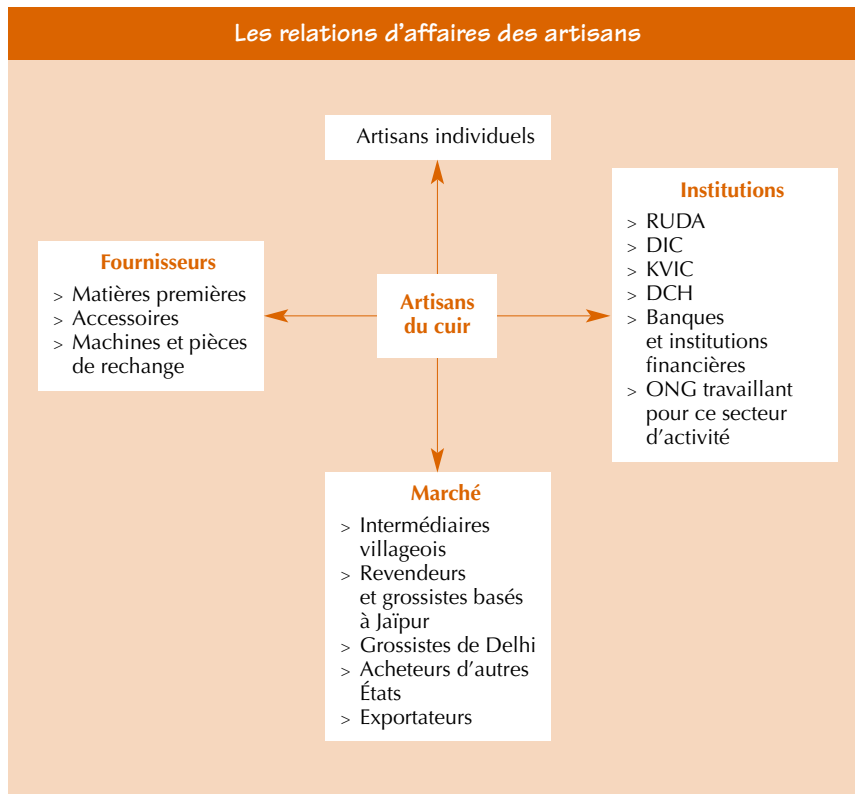 Les relations d'affaires des artisans
Artisans individuels
Institutions
> RUDA
> DIC
> KVIC
> DCH
> Banques
et institutions
financières
> ONG travaillant
pour ce secteur
d'activité
Fournisseurs
> Matières premières
> Accessoires
> Machines et pièces
de rechange
Artisans
du cuir
Marché
> Intermédiaires
villageois
> Revendeurs
et grossistes basés
à Jaïpur
> Grossistes de Delhi
> Acheteurs d'autres
États
> Exportateurs